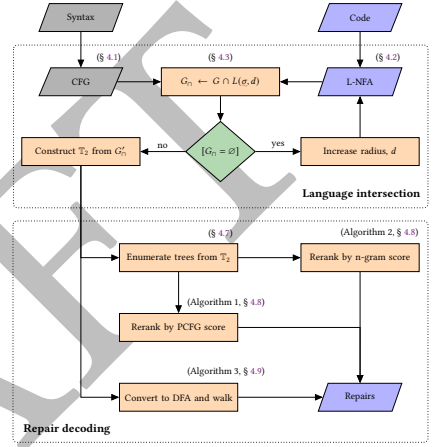 Syntax
Code
(§ 4.1)
(§ 4.3)
(§ 4.2)
CFG
G∩ ← G ∩ L(σ, d)
L-NFA
[G∩ = ∅]
no
yes
Construct 𝕋₂ from G′∩
Increase radius, d
Language intersection
(§ 4.7)
(Algorithm 2, § 4.8)
Enumerate trees from 𝕋₂
Rerank by n-gram score
(Algorithm 1, § 4.8)
Rerank by PCFG score
(Algorithm 3, § 4.9)
Convert to DFA and walk
Repairs
Repair decoding